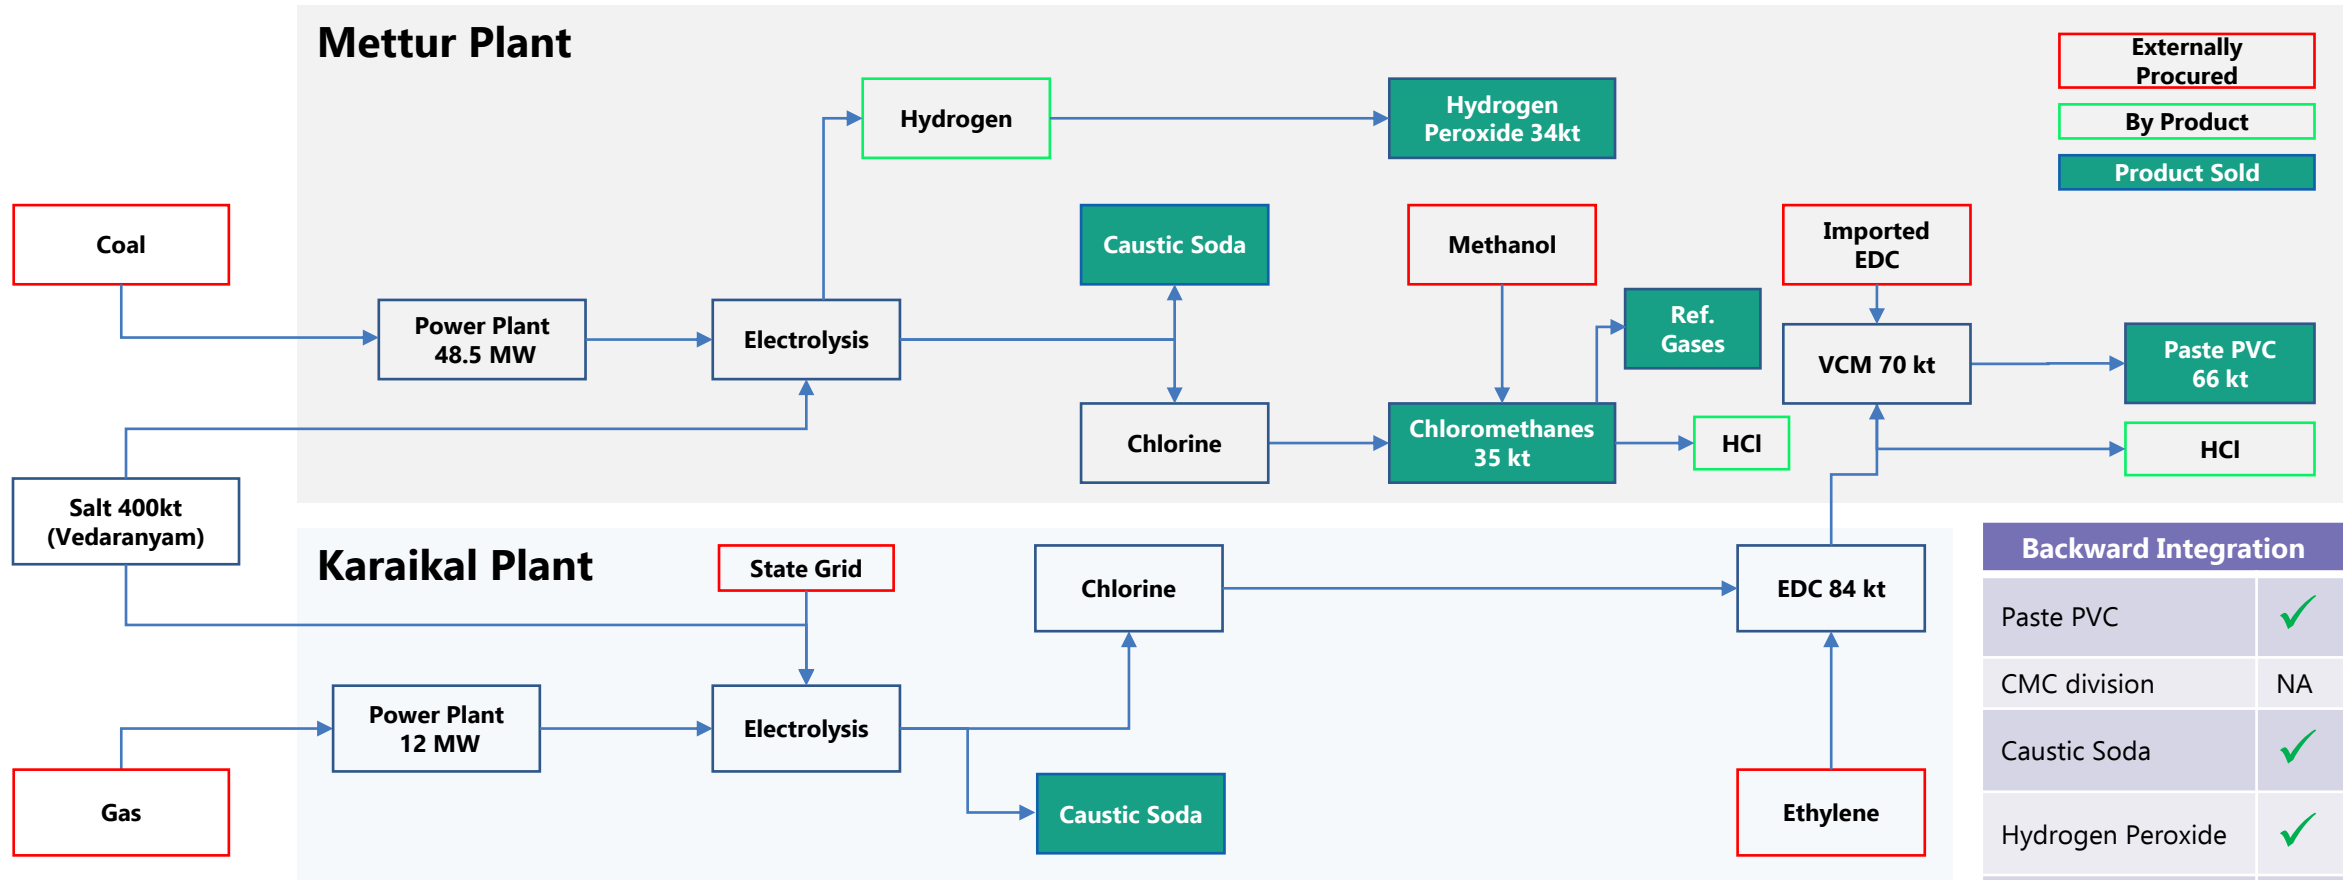 Mettur Plant
Externally
Procured
By Product
Product Sold
Hydrogen
Hydrogen
Peroxide 34kt
Coal
Caustic Soda
Methanol
Imported
EDC
Power Plant
48.5 MW
Electrolysis
Ref.
Gases
VCM 70 kt
Paste PVC
66 kt
Chlorine
Chloromethanes
35 kt
HCl
HCl
Salt 400kt
(Vedaranyam)
Karaikal Plant
State Grid
Chlorine
EDC 84 kt
Power Plant
12 MW
Electrolysis
Gas
Caustic Soda
Ethylene
Backward Integration
Paste PVC ✓
CMC division NA
Caustic Soda ✓
Hydrogen Peroxide ✓